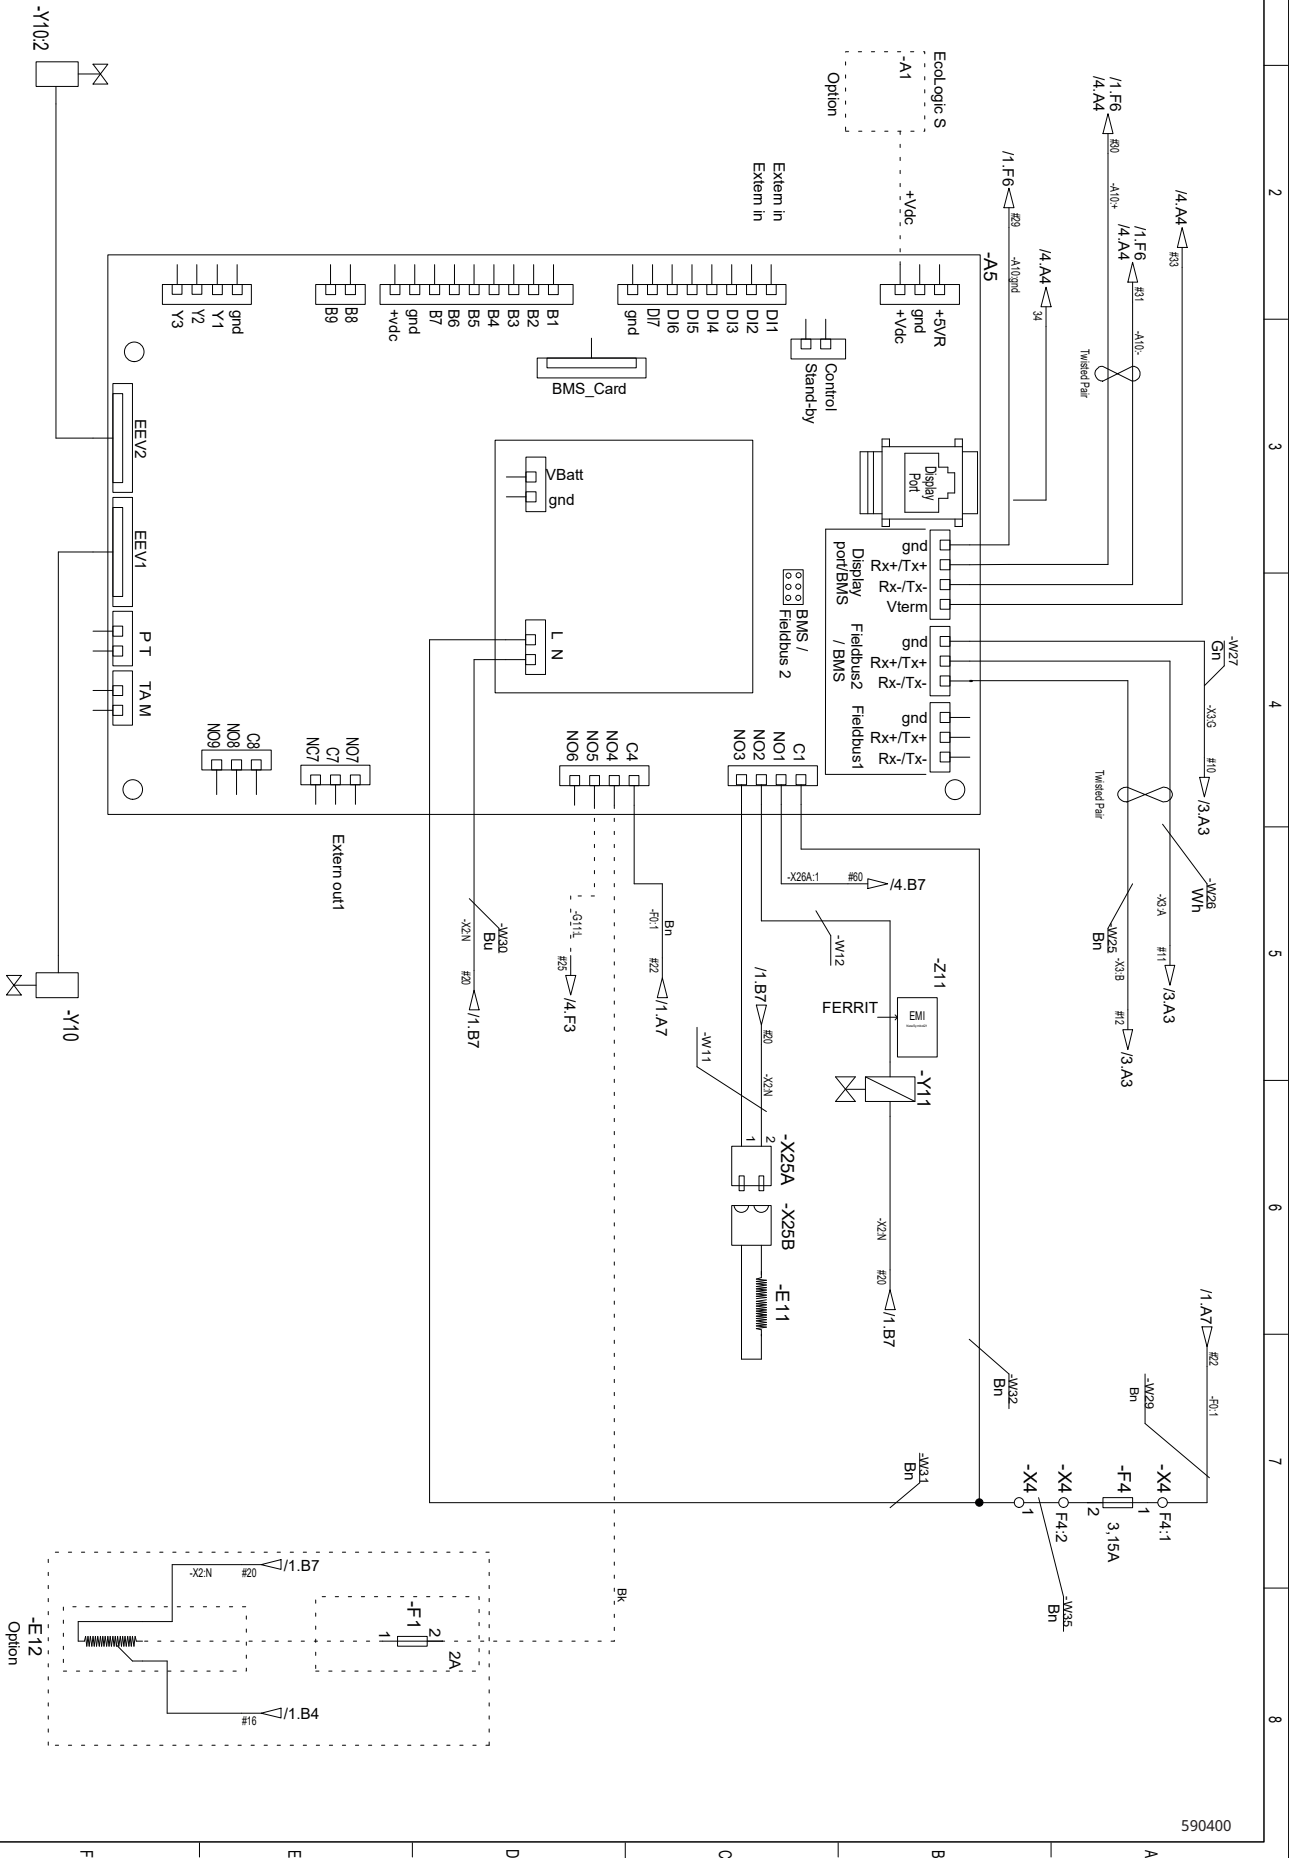 2
3
4
5
6
7
8
A
B
C
D
E
F
590400
/1.F6
/4.A4
#30
-A10:+
/1.F6
/4.A4
#31
-A10:-
/4.A4
#33
/1.F6
#29
-A10:gnd
/4.A4
34
Twisted Pair
EcoLogic S
-A1
Option
+Vdc
Extern in
Extern in
-A5
+5VR
gnd
+Vdc
Control
Stand-by
DI1
DI2
DI3
DI4
DI5
DI6
DI7
gnd
BMS_Card
B1
B2
B3
B4
B5
B6
B7
gnd
+vdc
B8
B9
gnd
Y1
Y2
Y3
-Y10:2
EEV2
EEV1
PT
TAM
-Y10
VBatt
gnd
L N
Display
Port
gnd
Rx+/Tx+
Rx-/Tx-
Vterm
Display
port/BMS
gnd
Rx+/Tx+
Rx-/Tx-
Fieldbus2
/ BMS
gnd
Rx+/Tx+
Rx-/Tx-
Fieldbus1
BMS /
Fieldbus 2
-W27
Gn
-X3:G
#10
/3.A3
Twisted Pair
-W26
Wh
-X3:A
#11
/3.A3
-W25
Bn
-X3:B
#12
/3.A3
C1
NO1
NO2
NO3
C4
NO4
NO5
NO6
NO7
C7
NC7
C8
NO8
NO9
Extern out1
-X26A:1
#60
/4.B7
-W12
-Z11
FERRIT
EMI
-Y11
-X2:N
#20
/1.B7
/1.B7
#20
-X2:N
-W11
2
1
-X25A
-X25B
-E11
Bn
-F0:1
#22
/1.A7
-G11:L
#25
/4.F3
-W30
Bu
-X2:N
#20
/1.B7
/1.A7
#22
-F0:1
-W29
Bn
-X4
F4:1
-F4
1
2
3,15A
-X4
F4:2
-X4
1
-W35
Bn
-W32
Bn
-W31
Bn
Bk
-F1
1
2
2A
/1.B7
#20
-X2:N
/1.B4
#16
-E12
Option